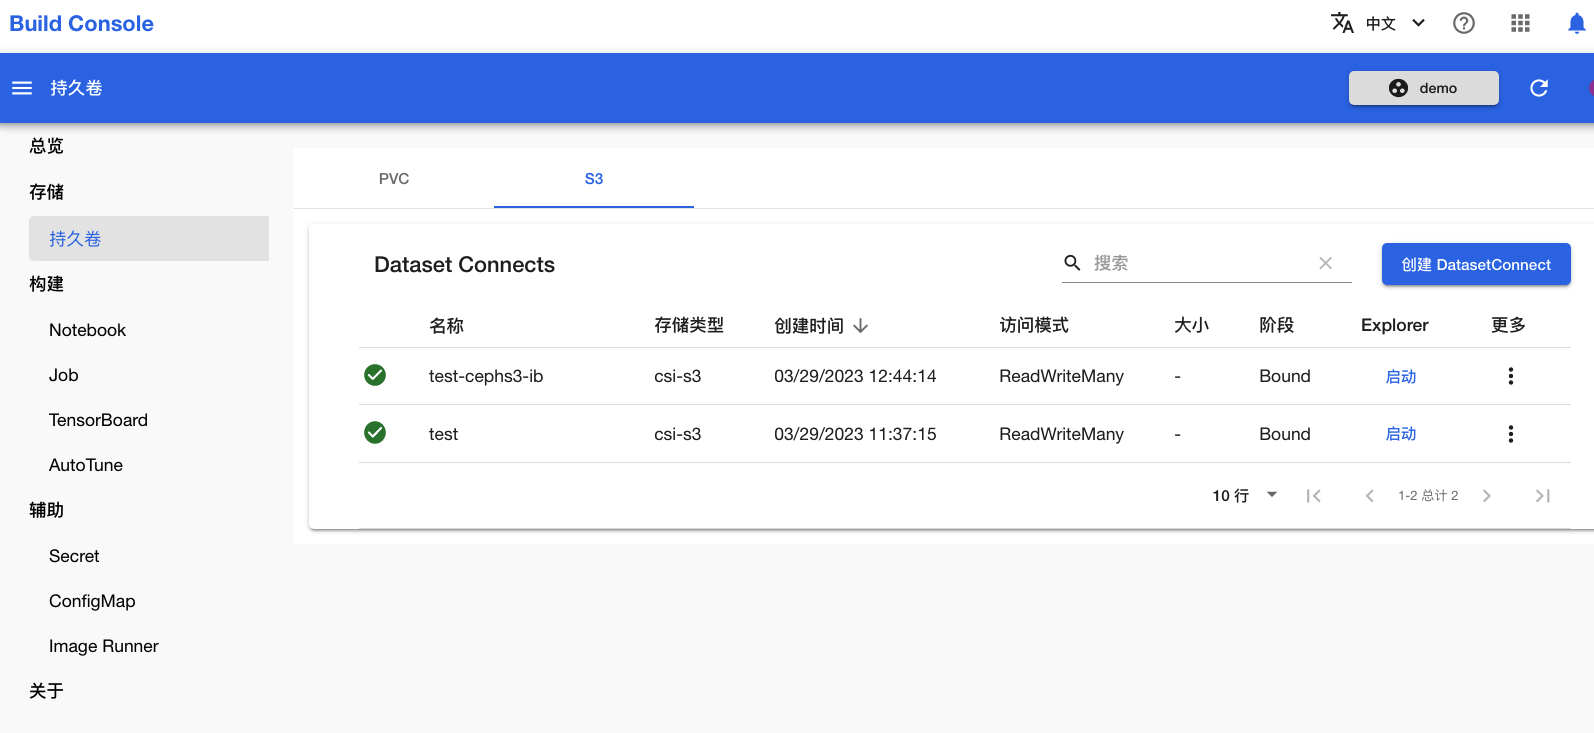 Build Console
中文
持久卷
demo
总览
存储
持久卷
构建
Notebook
Job
TensorBoard
AutoTune
辅助
Secret
ConfigMap
Image Runner
关于
PVC S3
Dataset Connects
搜索
创建 DatasetConnect
名称 存储类型 创建时间 访问模式 大小 阶段 Explorer 更多
test-cephs3-ib csi-s3 03/29/2023 12:44:14 ReadWriteMany - Bound 启动
test csi-s3 03/29/2023 11:37:15 ReadWriteMany - Bound 启动
10 行 1-2 总计 2